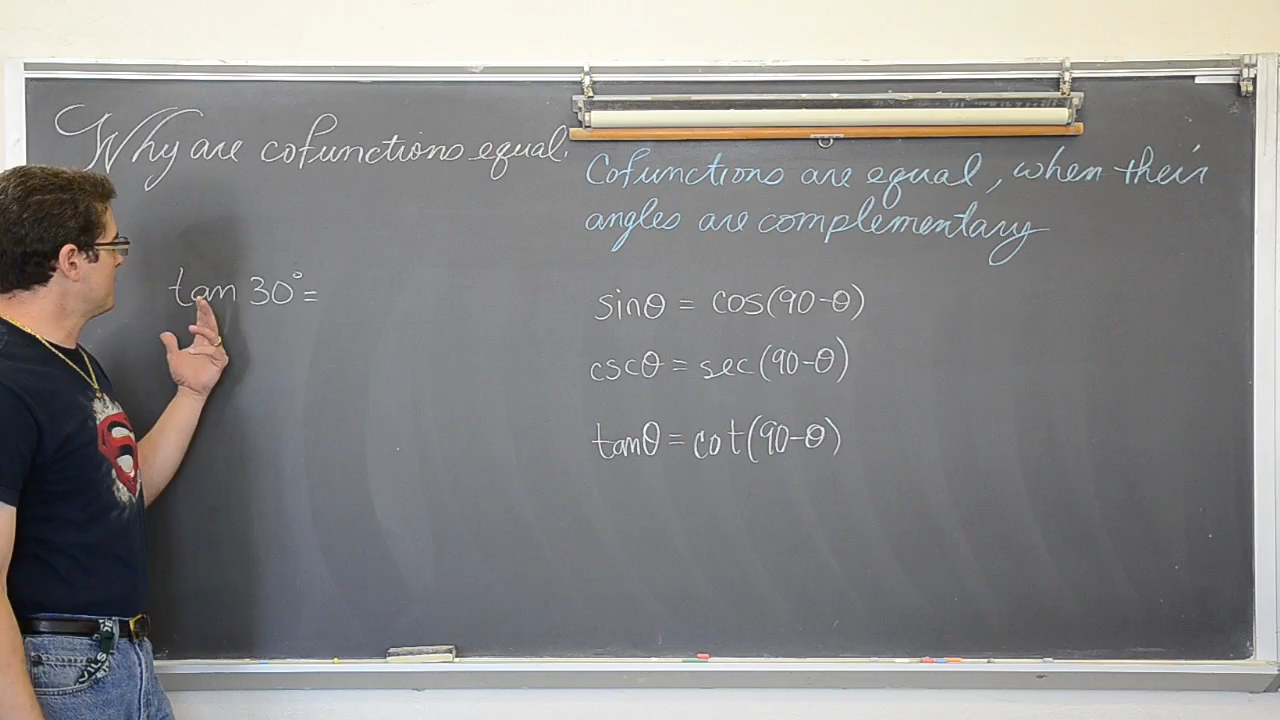 Why are cofunctions equal.
Cofunctions are equal, when their
angles are complementary
tan 30° =
sinθ = cos(90-θ)
cscθ = sec(90-θ)
tanθ = cot(90-θ)